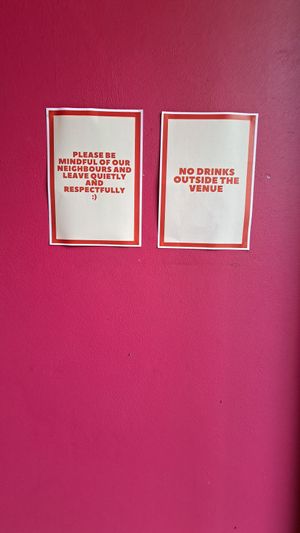 PLEASE BE
MINDFUL OF OUR
NEIGHBOURS AND
LEAVE QUIETLY
AND
RESPECTFULLY
:)
NO DRINKS
OUTSIDE THE
VENUE